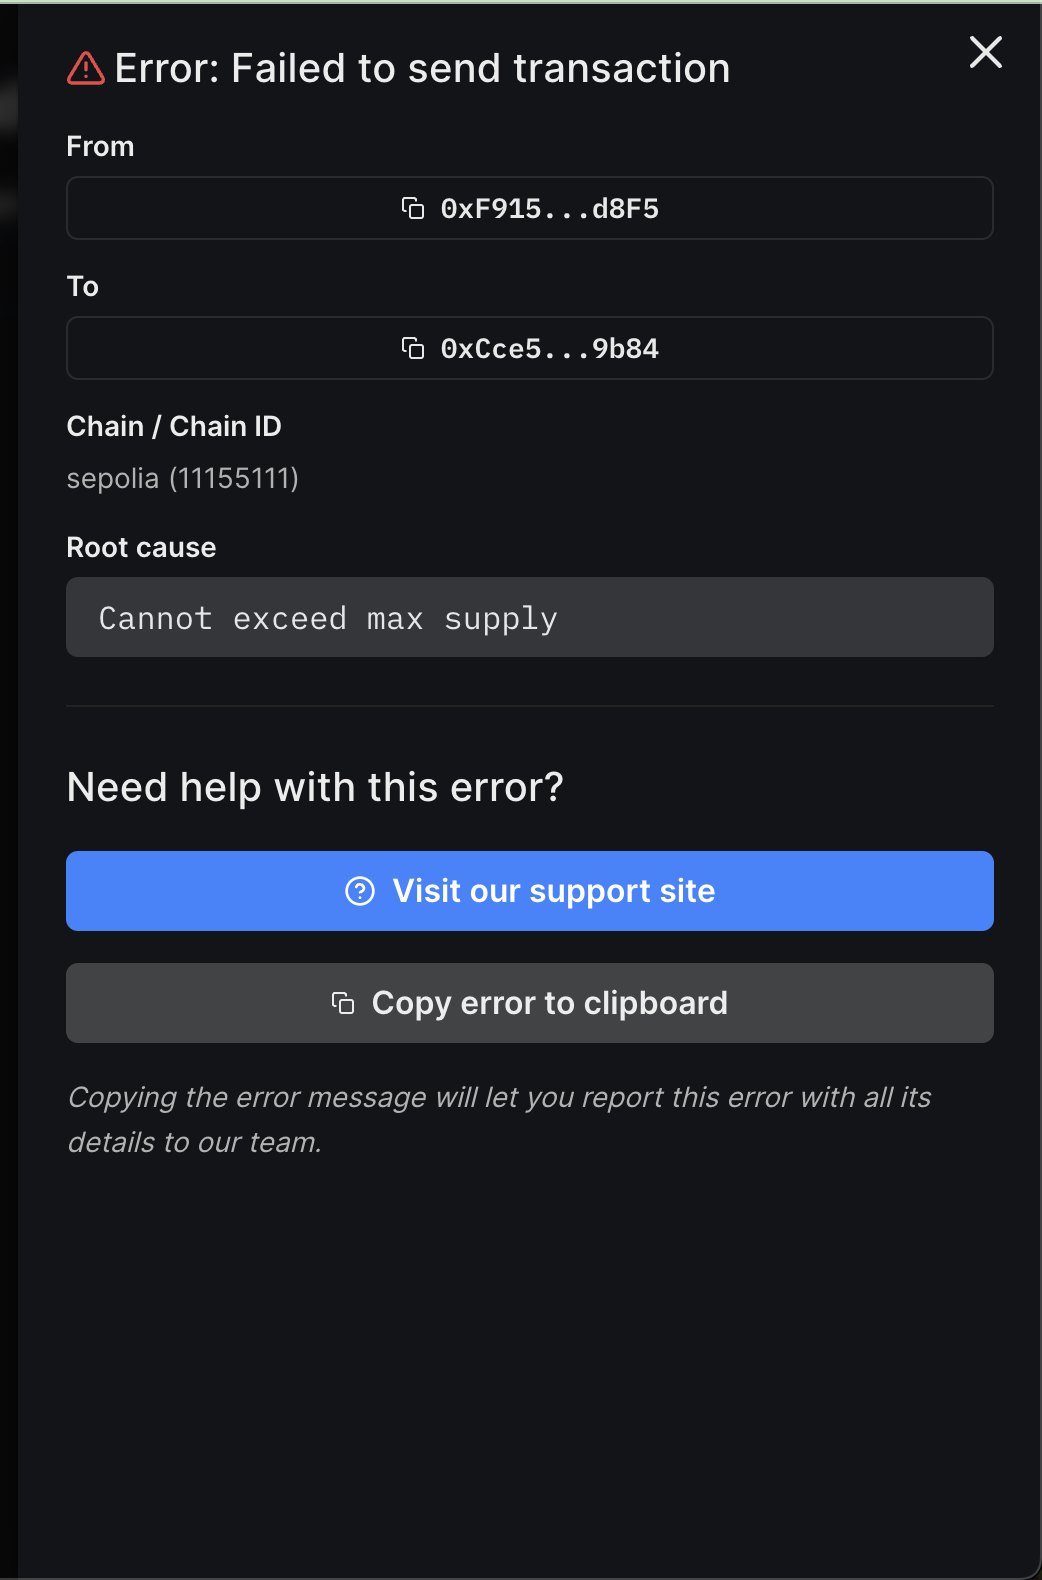 Error: Failed to send transaction
From
0xF915...d8F5
To
0xCce5...9b84
Chain / Chain ID
sepolia (11155111)
Root cause
Cannot exceed max supply
Need help with this error?
Visit our support site
Copy error to clipboard
Copying the error message will let you report this error with all its
details to our team.